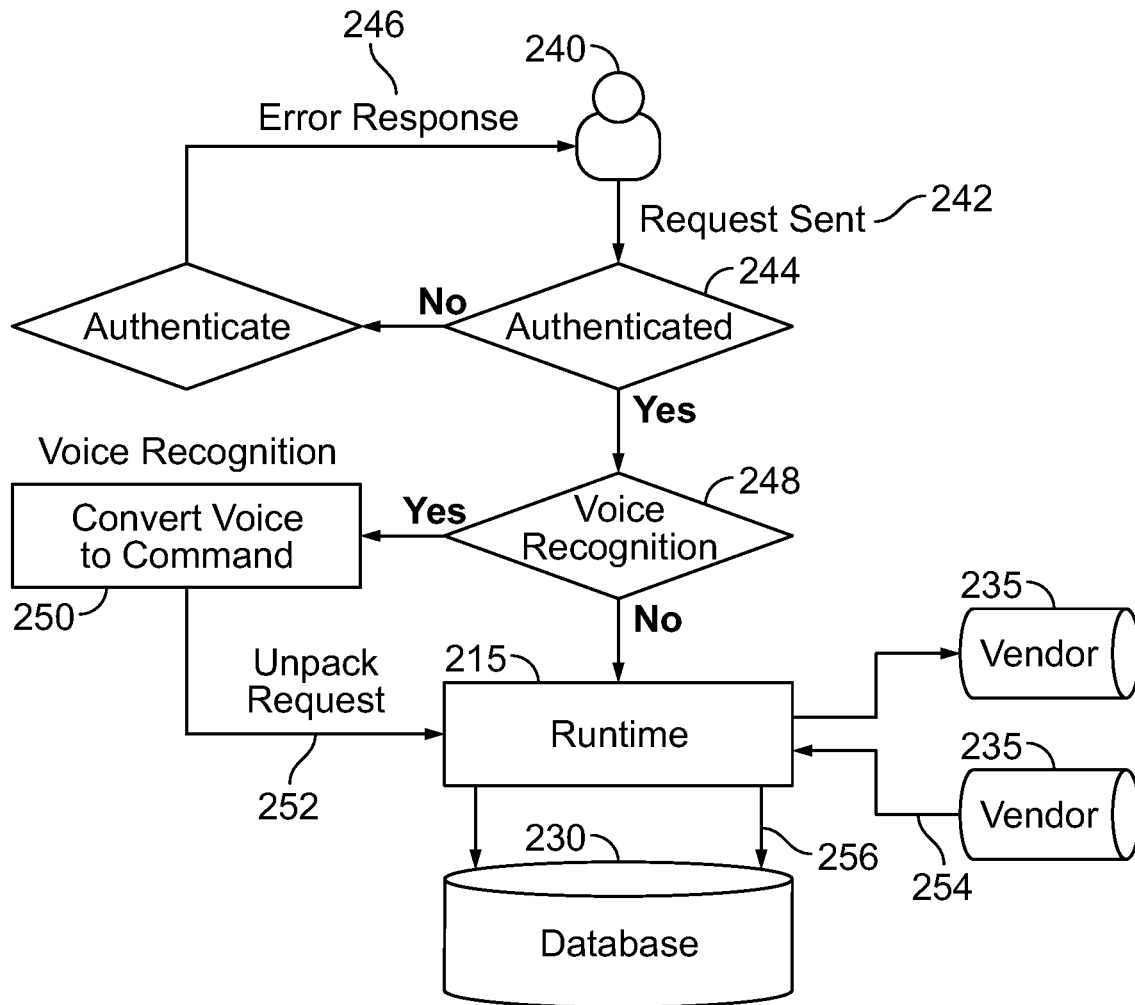 246
240
Error Response
Request Sent
242
244
No
Authenticate
Authenticated
Yes
Voice Recognition
248
Convert Voice
to Command
Yes
Voice
Recognition
250
No
235
Unpack
Request
215
Vendor
Runtime
252
235
Vendor
230
256
254
Database